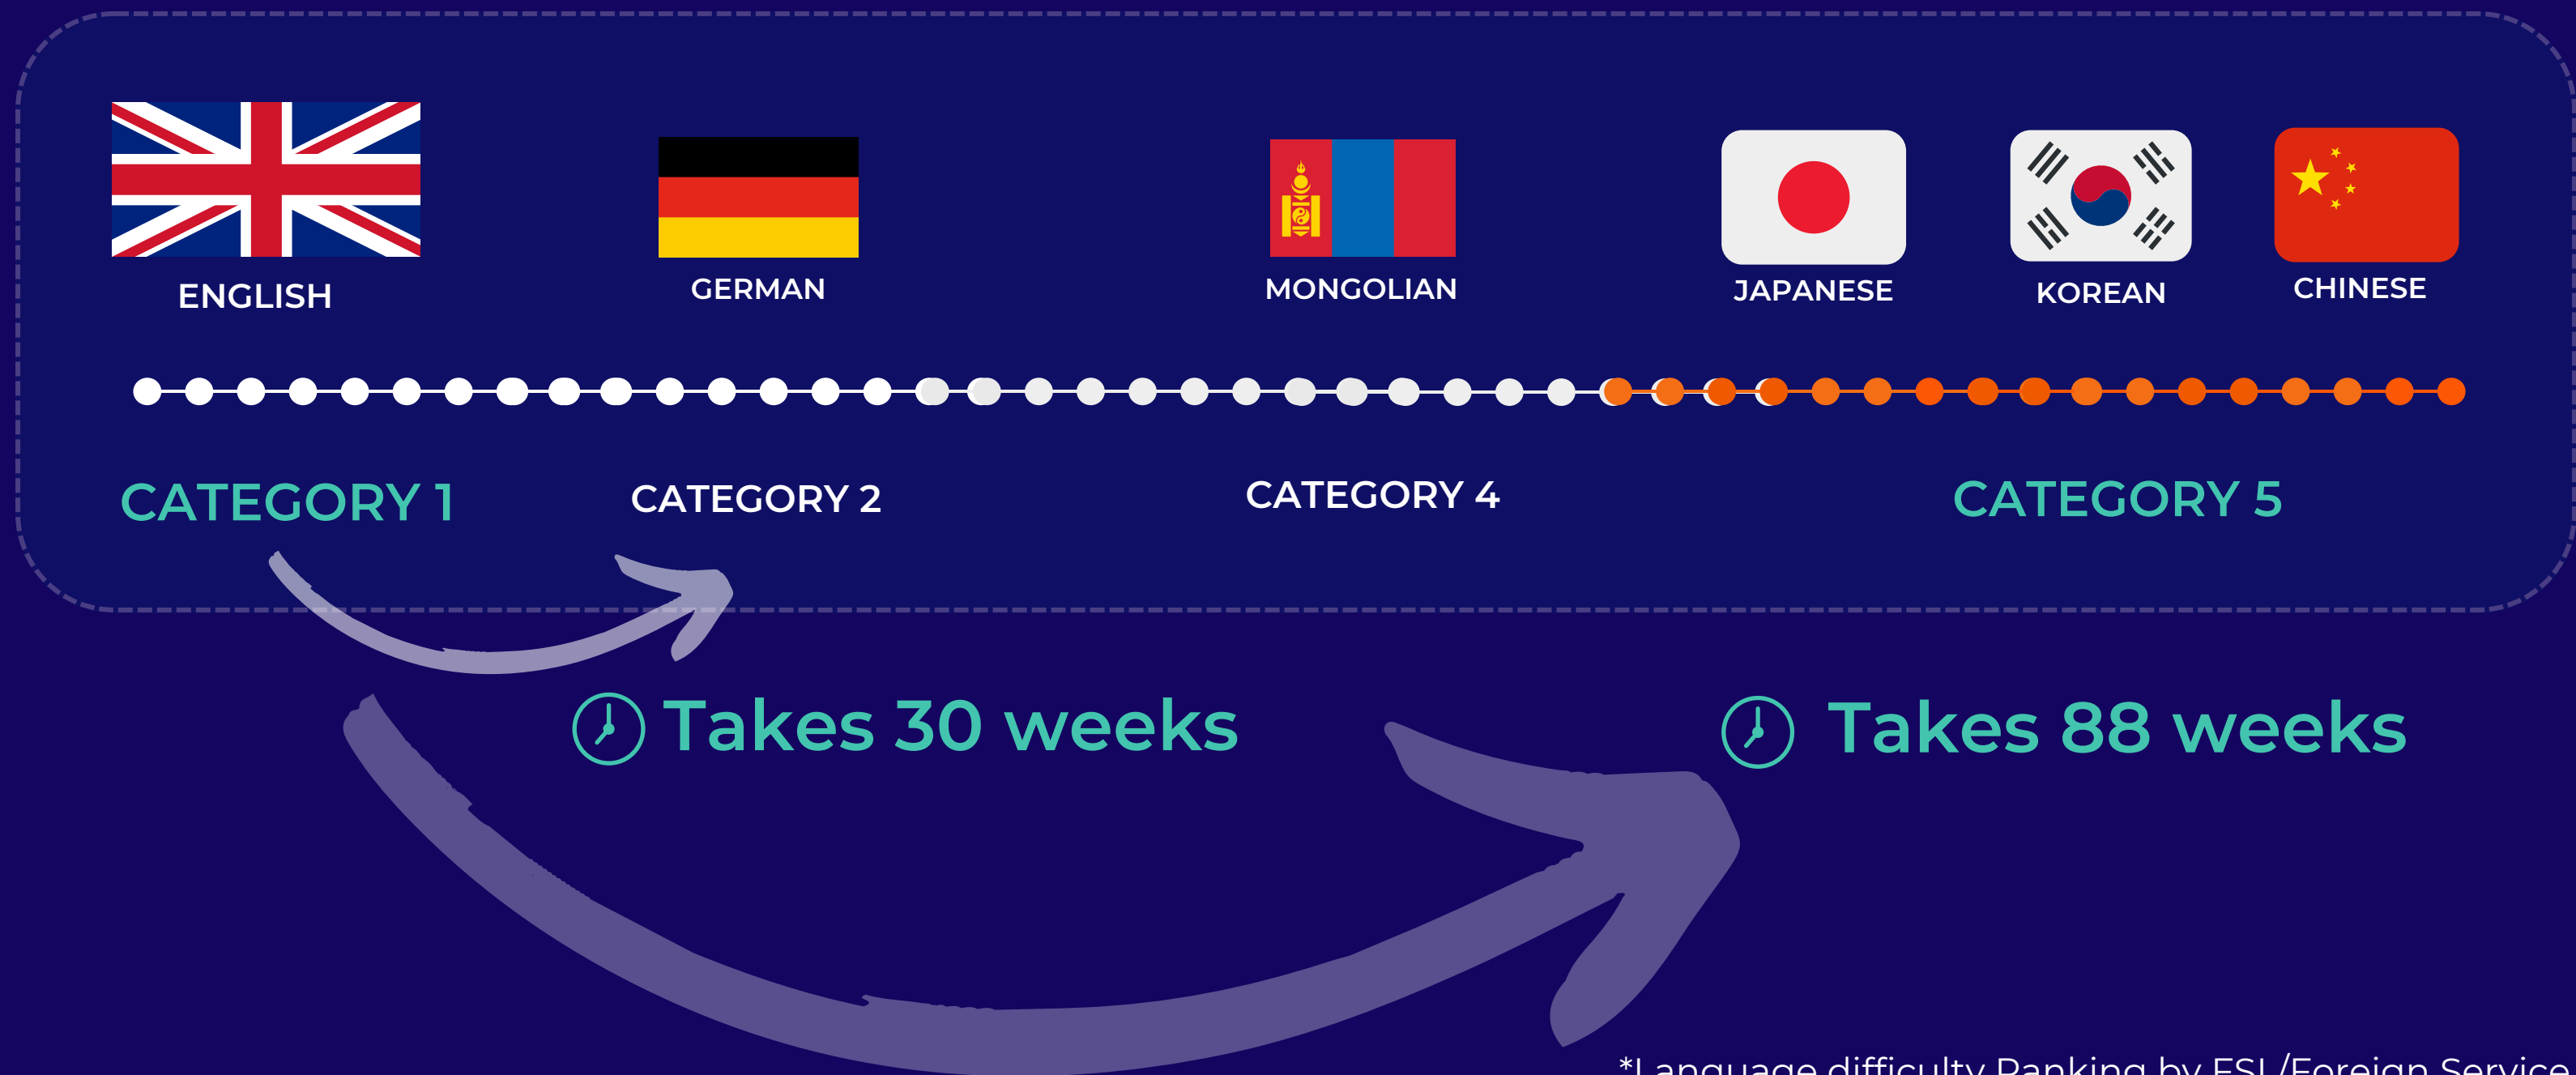 ENGLISH
GERMAN
MONGOLIAN
JAPANESE
KOREAN
CHINESE
CATEGORY 1
CATEGORY 2
CATEGORY 4
CATEGORY 5
Takes 30 weeks
Takes 88 weeks
*Language difficulty Ranking by FSI /Foreign Service